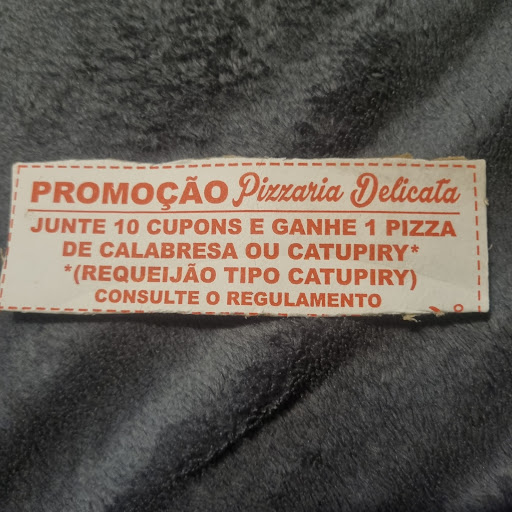 PROMOÇÃO Pizzaria Delicata
JUNTE 10 CUPONS E GANHE 1 PIZZA
DE CALABRESA OU CATUPIRY*
*(REQUEIJÃO TIPO CATUPIRY)
CONSULTE O REGULAMENTO